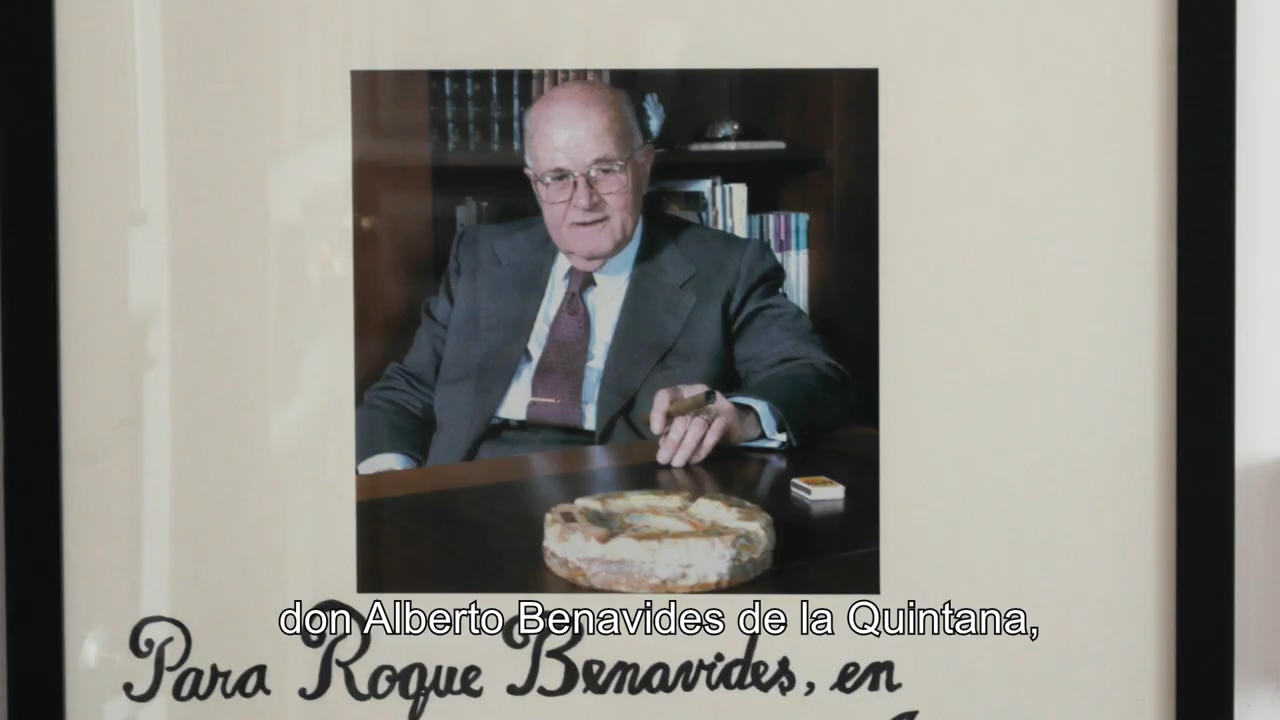 don Alberto Benavides de la Quintana,
Para Roque Benavides, en